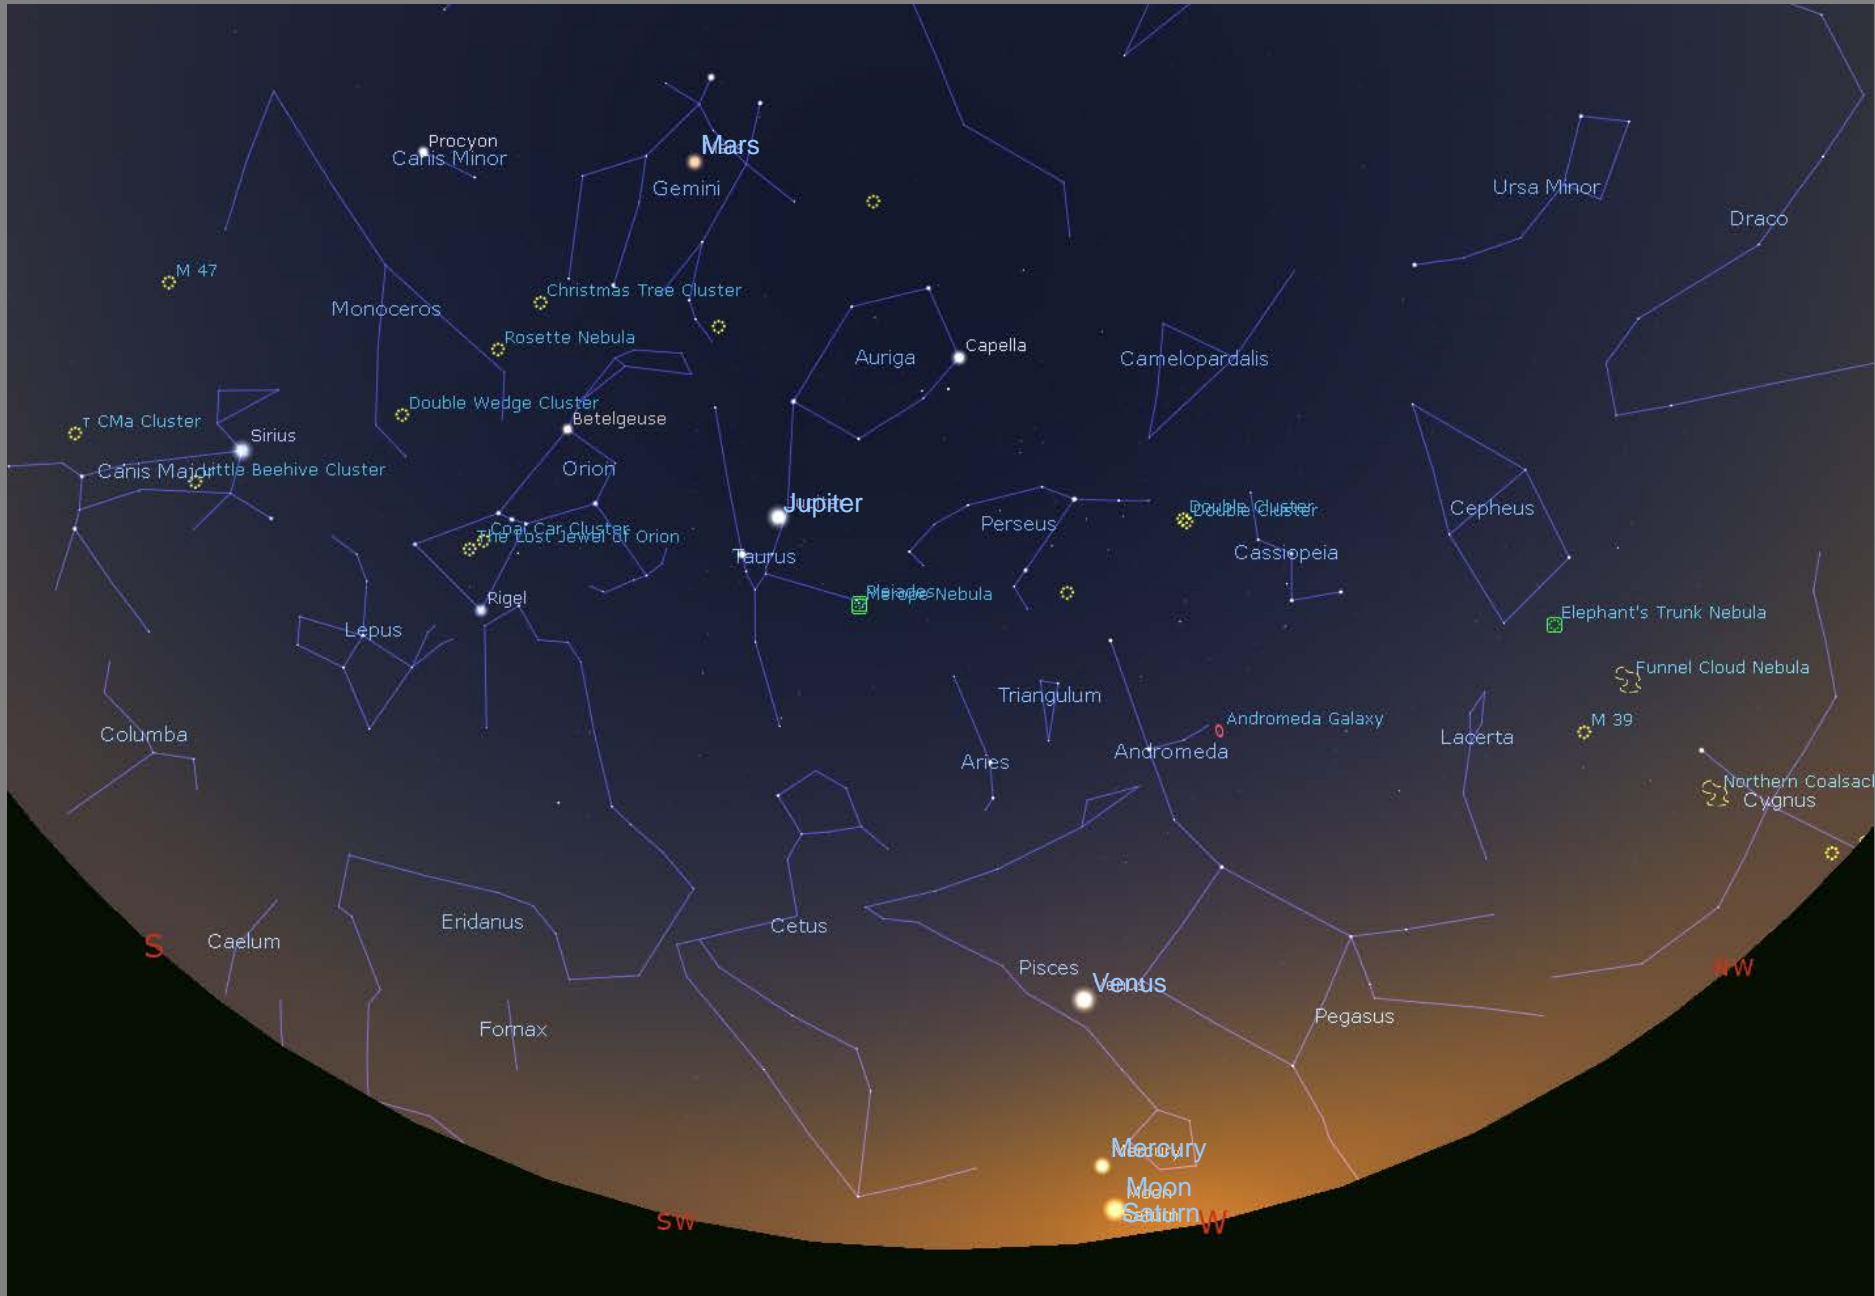 Procyon
Canis Minor
Mars
Gemini
Ursa Minor
Draco
M 47
Christmas Tree Cluster
Monoceros
Rosette Nebula
Auriga
Capella
Camelopardalis
Double Wedge Cluster
τ CMa Cluster
Betelgeuse
Sirius
Canis Major
Little Beehive Cluster
Orion
Jupiter
Double Cluster
Double Cluster
Cepheus
Perseus
Coal Car Cluster
The Lost Jewel of Orion
Taurus
Cassiopeia
Pleiades
Merope Nebula
Rigel
Elephant's Trunk Nebula
Lepus
Funnel Cloud Nebula
Triangulum
Andromeda Galaxy
M 39
Columba
Lacerta
Andromeda
Aries
Northern Coalsack
Cygnus
Eridanus
Cetus
Caelum
S
Pisces
NW
Venus
Pegasus
Fornax
Mercury
Moon
Moon
Saturn
SW
W